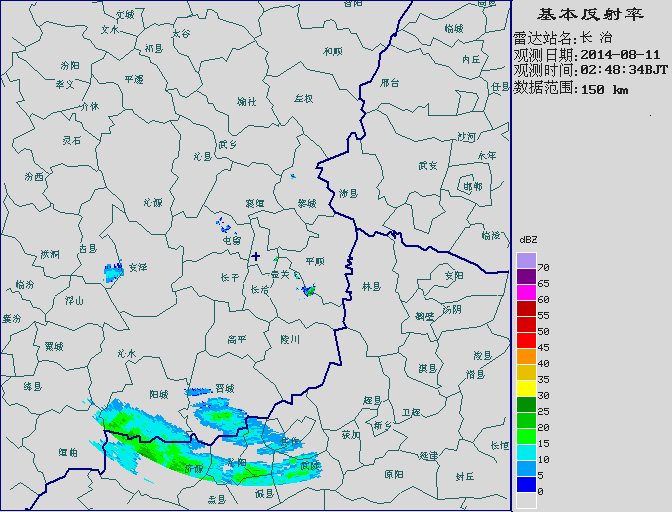 基本反射率
雷达站名:长 治
观测日期:2014-08-11
观测时间:02:48:34BJT
数据范围:150 km
dBZ
70
65
60
55
50
45
40
35
30
25
20
15
10
5
0
文城
文水
太谷
祁县
昔阳
和顺
临城
内丘
任县
汾阳
孝义
平遥
介休
榆社
左权
邢台
灵石
武乡
沁县
沙河
永年
武安
邯郸
汾西
沁源
襄垣
黎城
涉县
临漳
屯留
洪洞
古县
安泽
临汾
浮山
长子
壶关
长治
平顺
林县
安阳
汤阴
鹤壁
襄汾
翼城
沁水
高平
陵川
淇县
浚县
滑县
绛县
阳城
晋城
辉县
卫辉
新乡
获加
延津
长垣
垣曲
济源
沁阳
武陟
原阳
封丘
孟县
温县